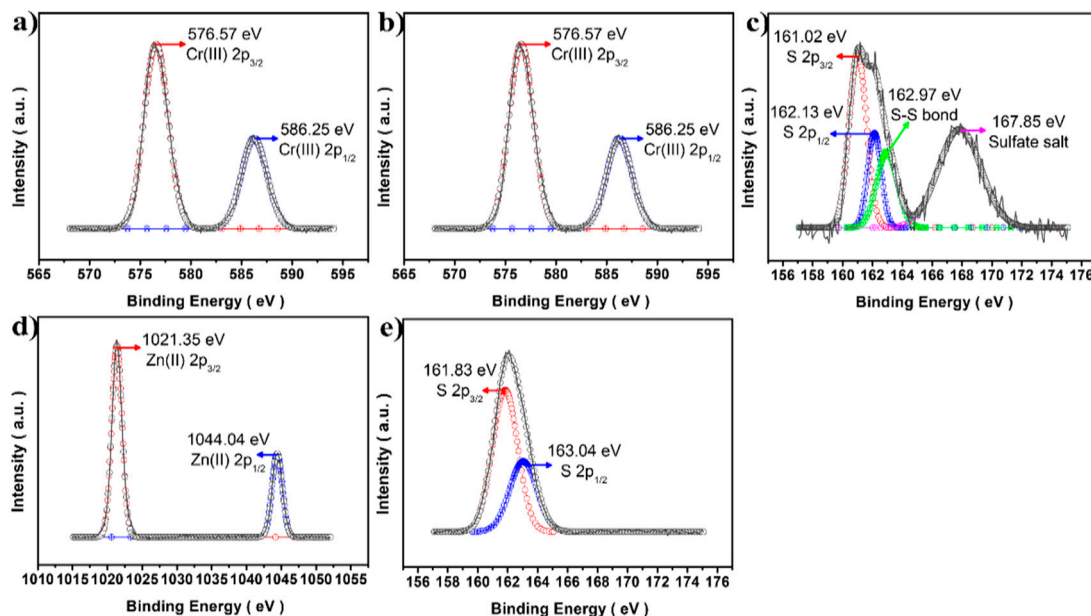 a)
576.57 eV
Cr(III) 2p3/2
586.25 eV
Cr(III) 2p1/2
Intensity ( a.u. )
565 570 575 580 585 590 595
Binding Energy ( eV )
b)
576.57 eV
Cr(III) 2p3/2
586.25 eV
Cr(III) 2p1/2
Intensity ( a.u. )
565 570 575 580 585 590 595
Binding Energy ( eV )
c)
161.02 eV
S 2p3/2
162.97 eV
S-S bond
162.13 eV
S 2p1/2
167.85 eV
Sulfate salt
Intensity ( a.u. )
156 158 160 162 164 166 168 170 172 174 176
Binding Energy ( eV )
d)
1021.35 eV
Zn(II) 2p3/2
1044.04 eV
Zn(II) 2p1/2
Intensity ( a.u. )
1010 1015 1020 1025 1030 1035 1040 1045 1050 1055
Binding Energy ( eV )
e)
161.83 eV
S 2p3/2
163.04 eV
S 2p1/2
Intensity ( a.u. )
156 158 160 162 164 166 168 170 172 174 176
Binding Energy ( eV )